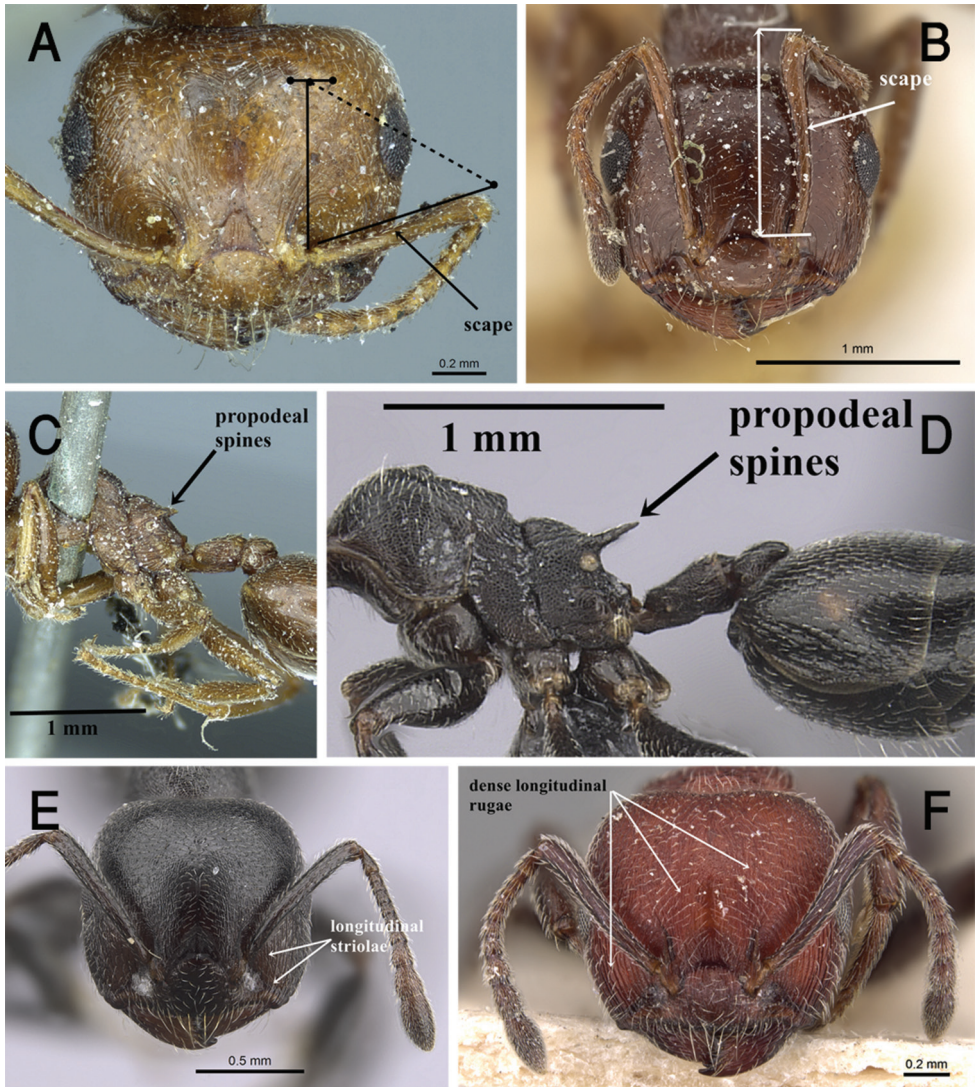 A
scape
0.2 mm
B
scape
1 mm
C
propodeal
spines
1 mm
D
1 mm
propodeal
spines
E
longitudinal
striolae
0.5 mm
F
dense longitudinal
rugae
0.2 mm